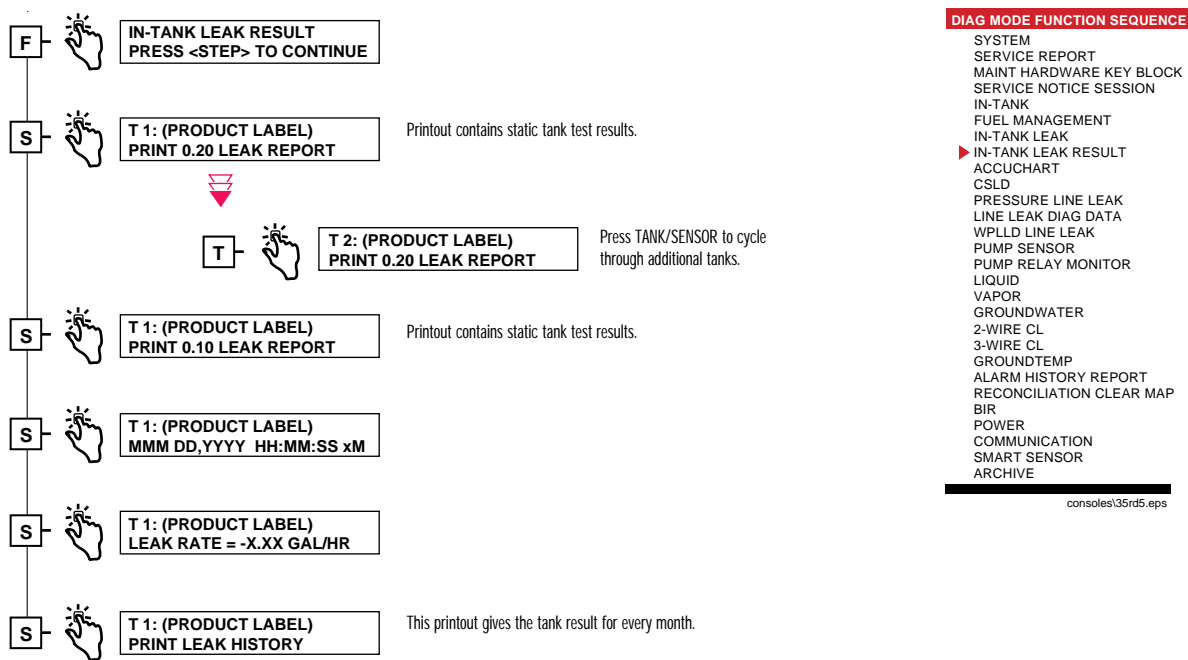 F
IN-TANK LEAK RESULT
PRESS <STEP> TO CONTINUE
S
T 1: (PRODUCT LABEL)
PRINT 0.20 LEAK REPORT
Printout contains static tank test results.
T
T 2: (PRODUCT LABEL)
PRINT 0.20 LEAK REPORT
Press TANK/SENSOR to cycle
through additional tanks.
S
T 1: (PRODUCT LABEL)
PRINT 0.10 LEAK REPORT
Printout contains static tank test results.
S
T 1: (PRODUCT LABEL)
MMM DD,YYYY HH:MM:SS xM
S
T 1: (PRODUCT LABEL)
LEAK RATE = -X.XX GAL/HR
S
T 1: (PRODUCT LABEL)
PRINT LEAK HISTORY
This printout gives the tank result for every month.
DIAG MODE FUNCTION SEQUENCE
SYSTEM
SERVICE REPORT
MAINT HARDWARE KEY BLOCK
SERVICE NOTICE SESSION
IN-TANK
FUEL MANAGEMENT
IN-TANK LEAK
IN-TANK LEAK RESULT
ACCUCHART
CSLD
PRESSURE LINE LEAK
LINE LEAK DIAG DATA
WPLLD LINE LEAK
PUMP SENSOR
PUMP RELAY MONITOR
LIQUID
VAPOR
GROUNDWATER
2-WIRE CL
3-WIRE CL
GROUNDTEMP
ALARM HISTORY REPORT
RECONCILIATION CLEAR MAP
BIR
POWER
COMMUNICATION
SMART SENSOR
ARCHIVE
consoles\35rd5.eps